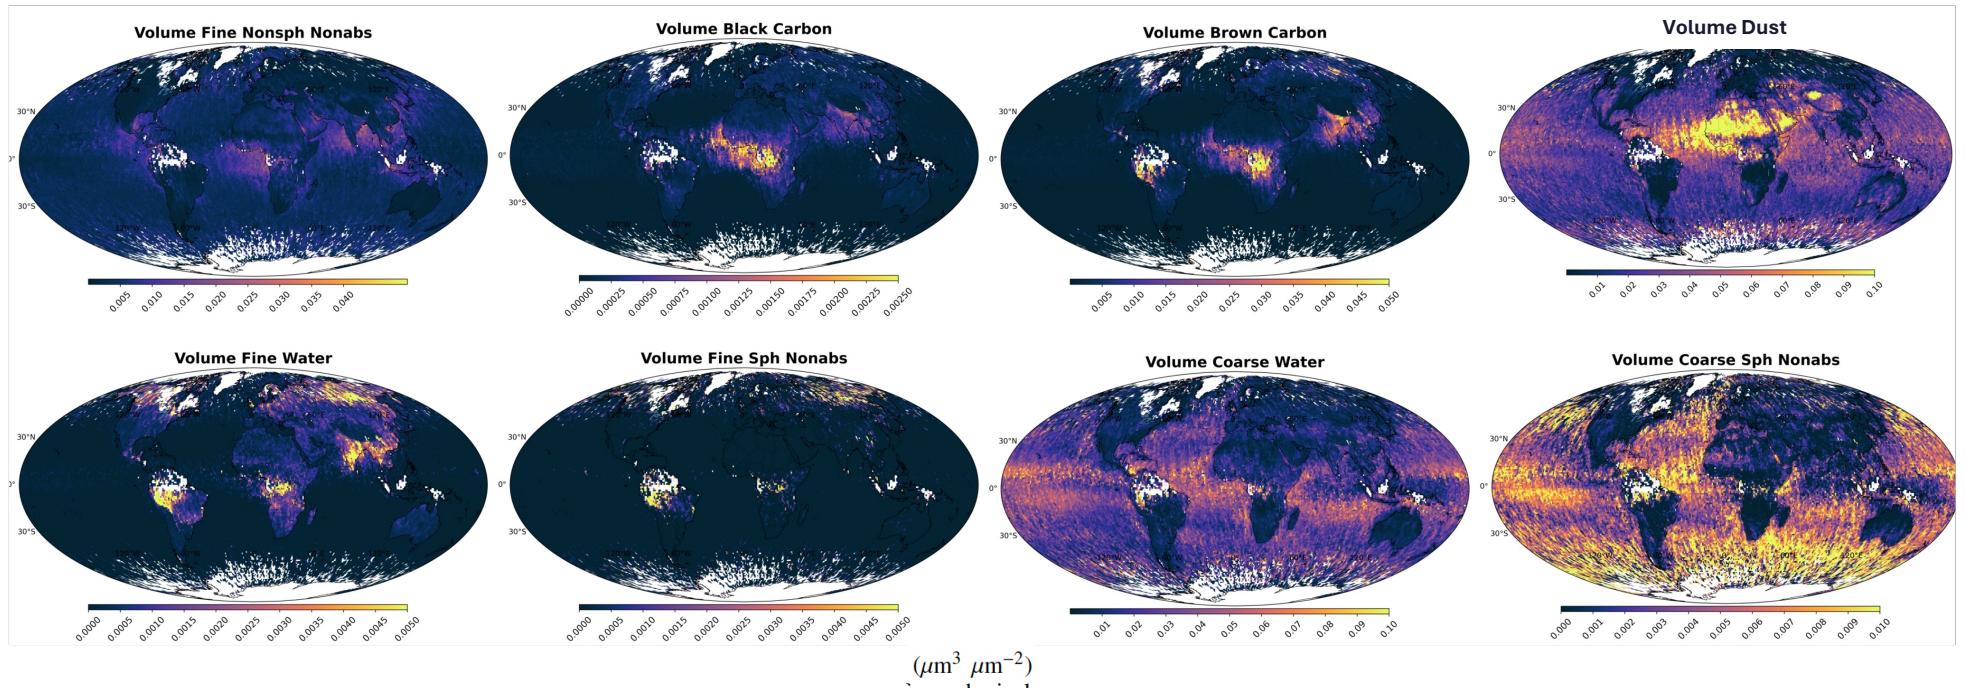 Volume Fine Nonsph Nonabs
30°N
0°
30°S
0.005 0.010 0.015 0.020 0.025 0.030 0.035 0.040
Volume Black Carbon
30°N
0°
30°S
0.00000 0.00025 0.00050 0.00075 0.00100 0.00125 0.00150 0.00175 0.00200 0.00225 0.00250
Volume Brown Carbon
30°N
0°
30°S
0.005 0.010 0.015 0.020 0.025 0.030 0.035 0.040 0.045 0.050
Volume Dust
30°N
0°
30°S
0.01 0.02 0.03 0.04 0.05 0.06 0.07 0.08 0.09 0.10
Volume Fine Water
30°N
0°
30°S
0.0000 0.0005 0.0010 0.0015 0.0020 0.0025 0.0030 0.0035 0.0040 0.0045 0.0050
Volume Fine Sph Nonabs
30°N
0°
30°S
0.0000 0.0005 0.0010 0.0015 0.0020 0.0025 0.0030 0.0035 0.0040 0.0045 0.0050
Volume Coarse Water
30°N
0°
30°S
0.01 0.02 0.03 0.04 0.05 0.06 0.07 0.08 0.09 0.10
Volume Coarse Sph Nonabs
30°N
0°
30°S
0.000 0.001 0.002 0.003 0.004 0.005 0.006 0.007 0.008 0.009 0.010
(μm³ μm⁻²)